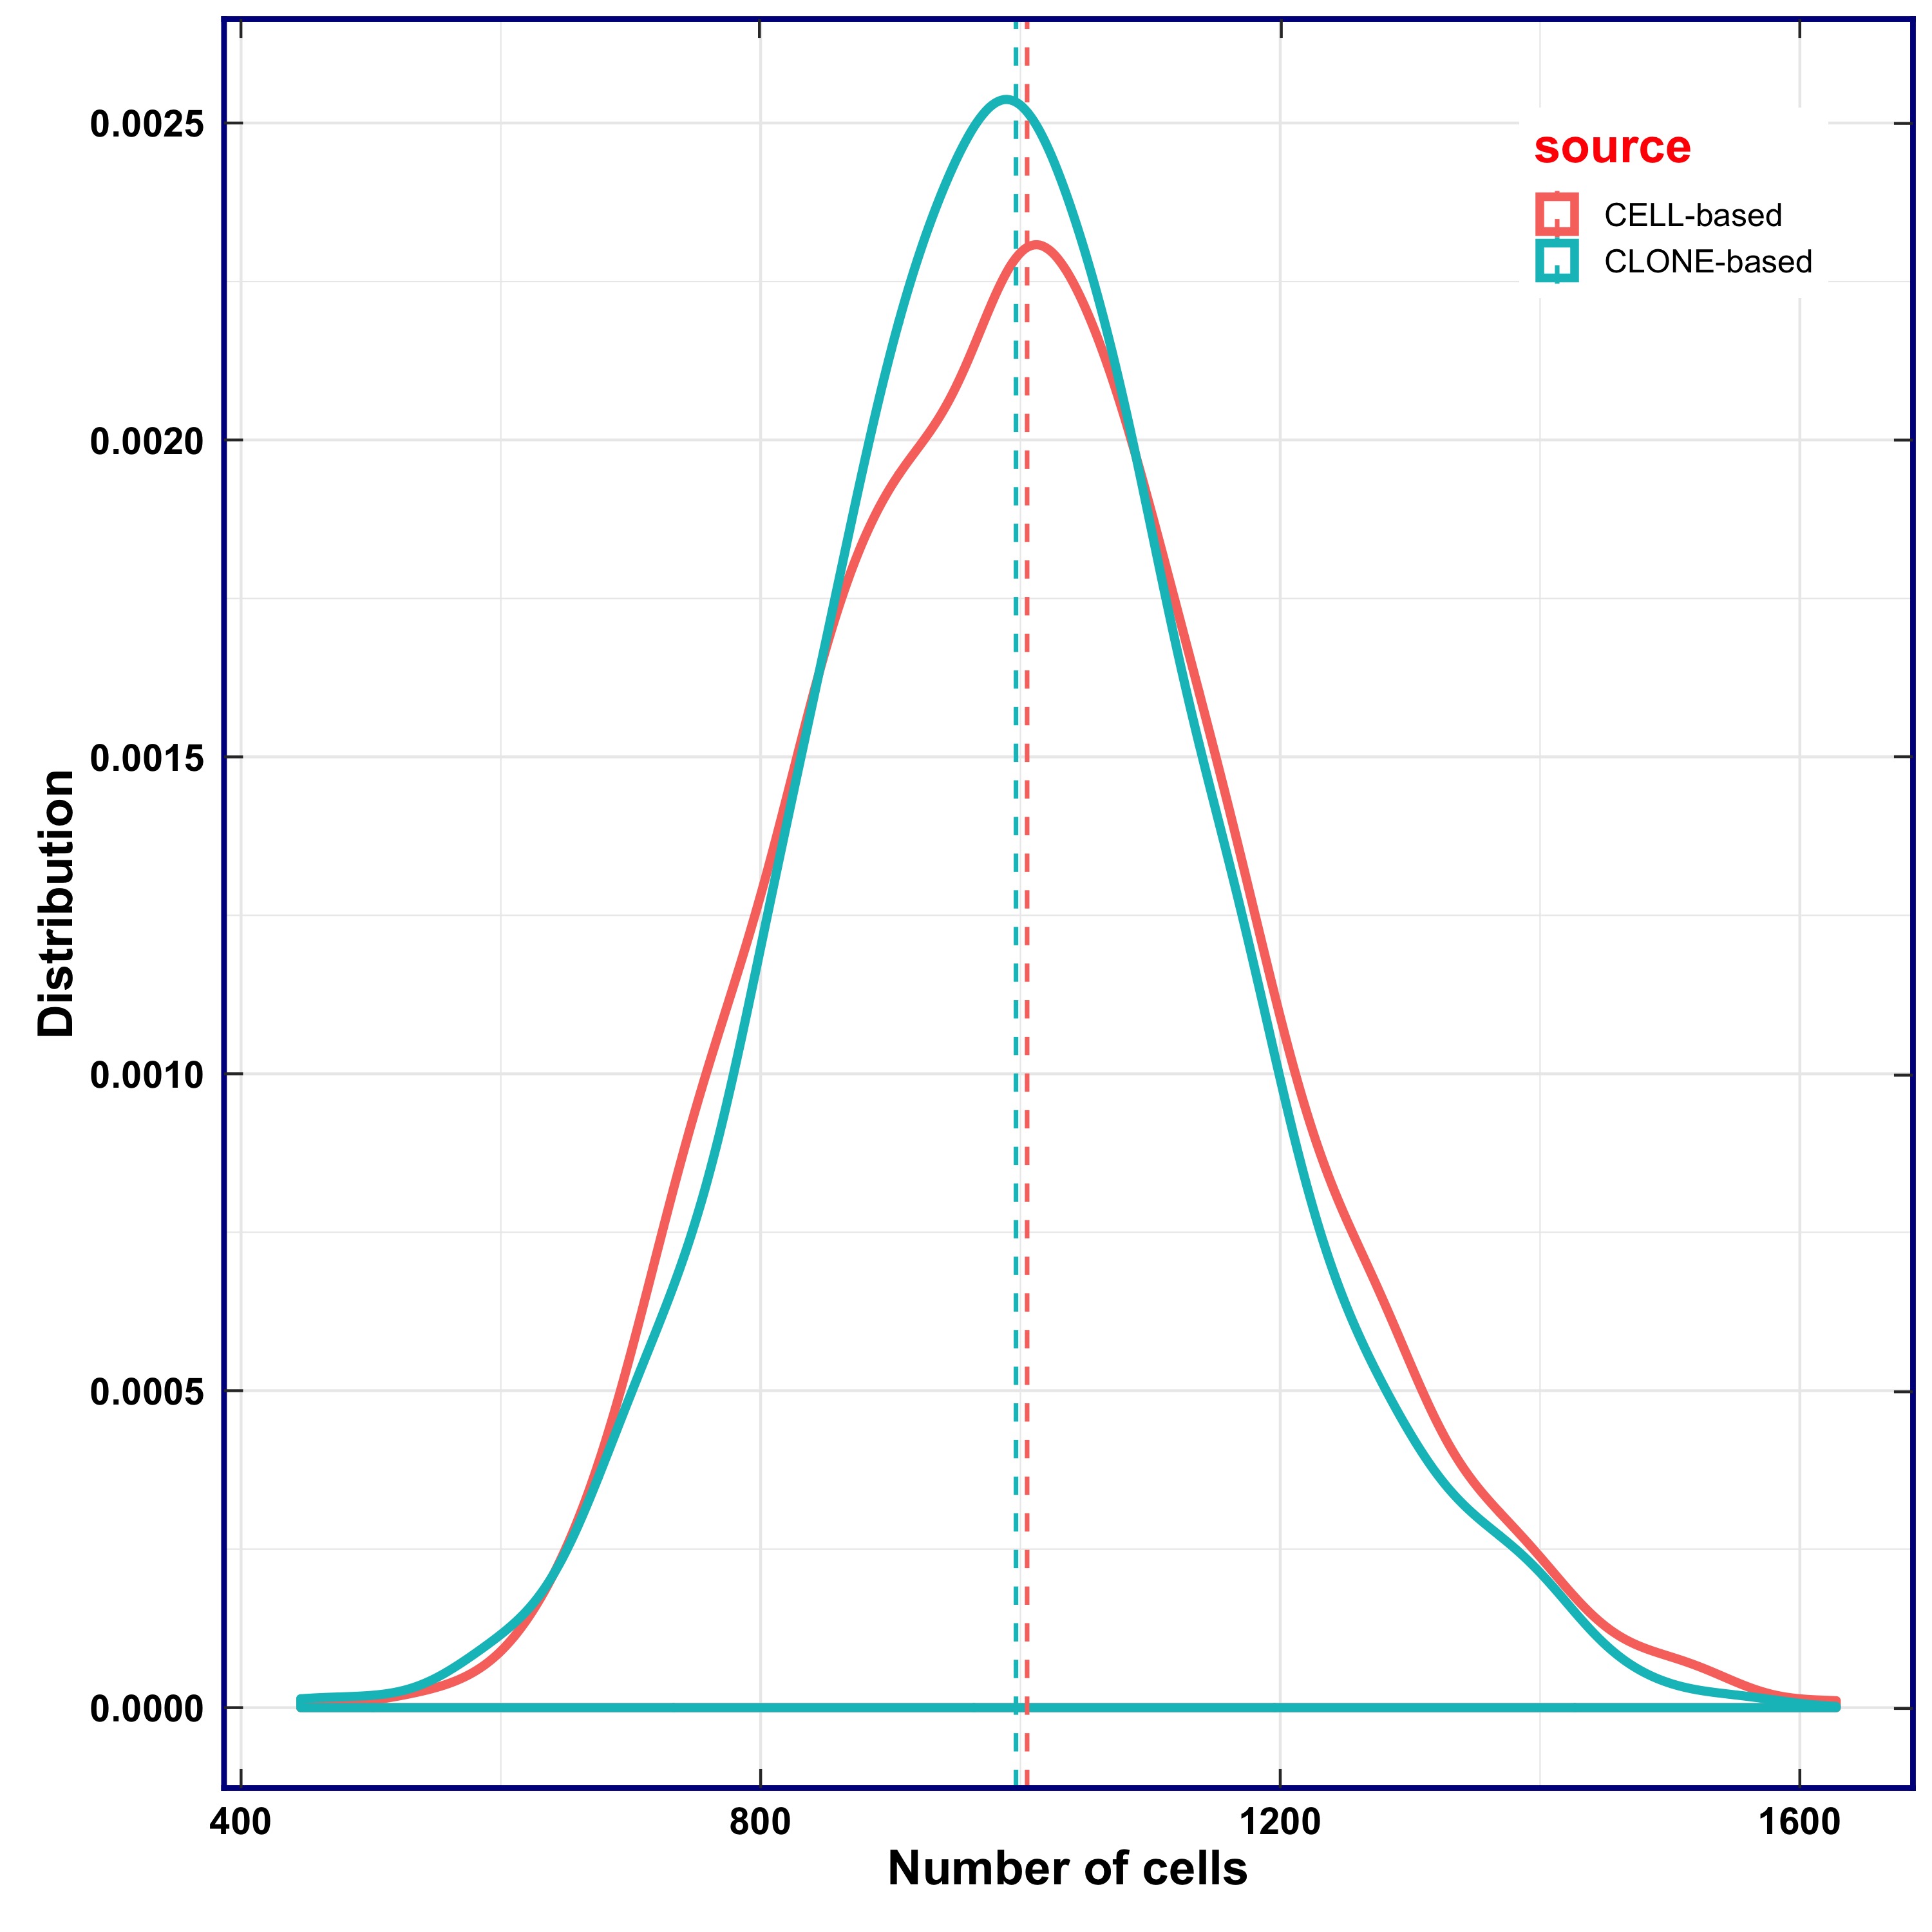 0.0025
0.0020
0.0015
0.0010
0.0005
0.0000
Distribution
source
CELL-based
CLONE-based
400 800 1200 1600
Number of cells